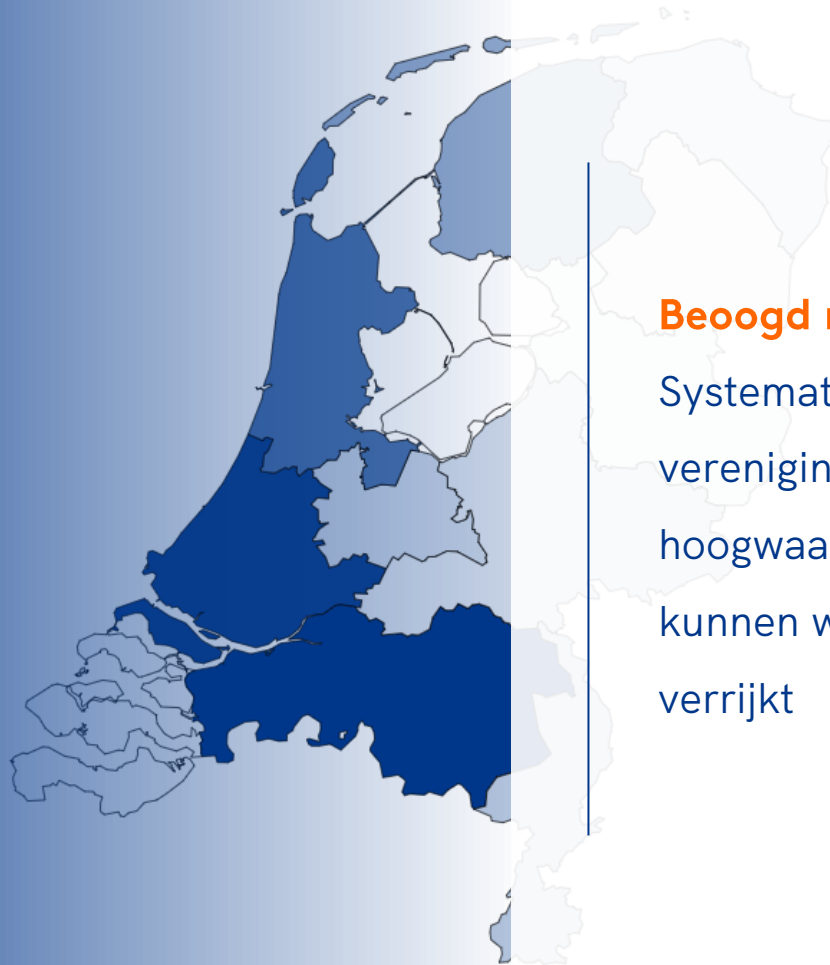 Beoogd
Systemat
verenigin
hoogwaa
kunnen w
verrijkt